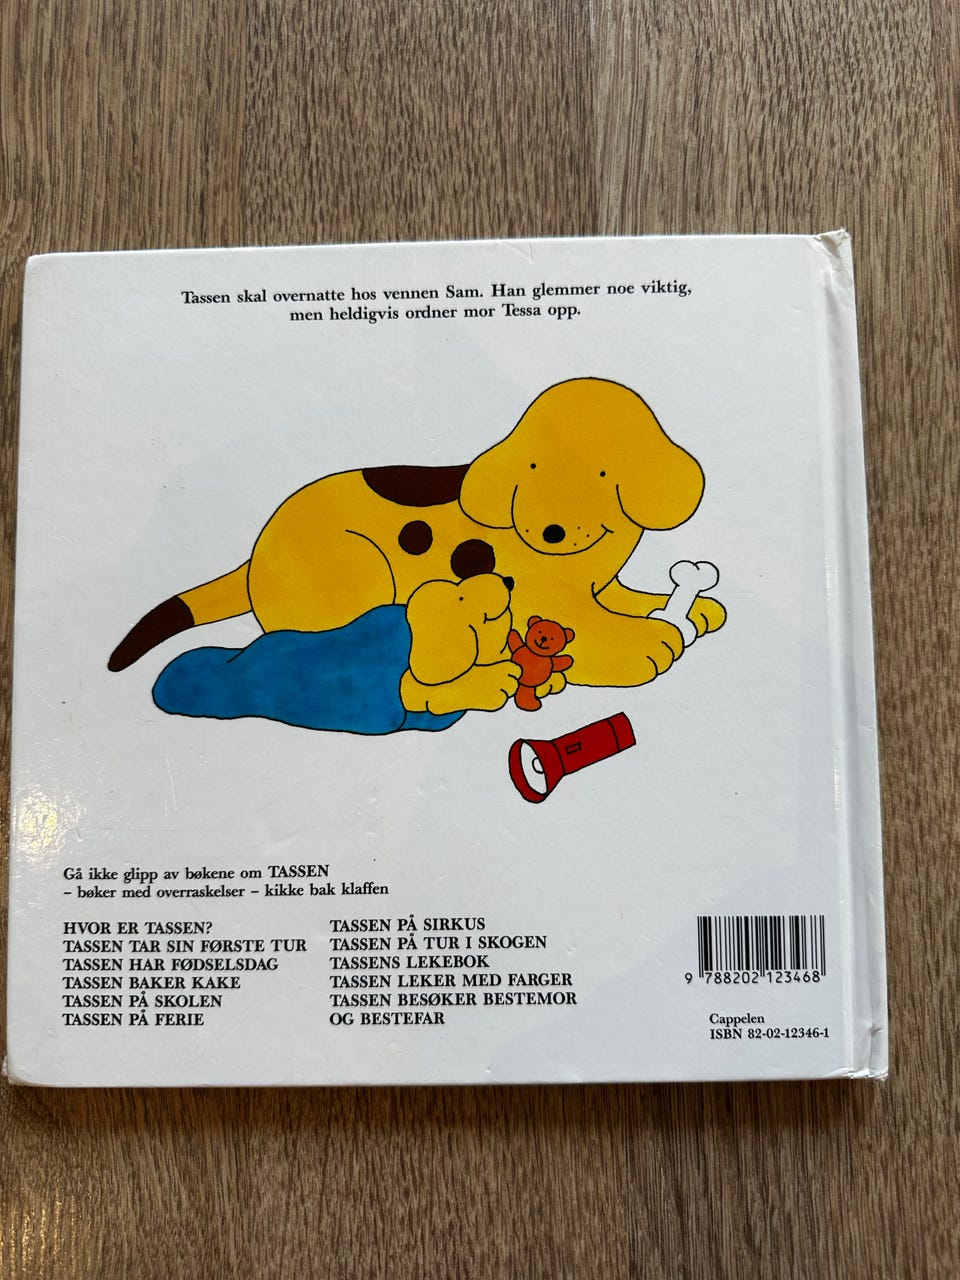 Tassen skal overnatte hos vennen Sam. Han glemmer noe viktig,
men heldigvis ordner mor Tessa opp.
Gå ikke glipp av bøkene om TASSEN
– bøker med overraskelser – kikke bak klaffen
HVOR ER TASSEN?
TASSEN TAR SIN FØRSTE TUR
TASSEN HAR FØDSELSDAG
TASSEN BAKER KAKE
TASSEN PÅ SKOLEN
TASSEN PÅ FERIE
TASSEN PÅ SIRKUS
TASSEN PÅ TUR I SKOGEN
TASSENS LEKEBOK
TASSEN LEKER MED FARGER
TASSEN BESØKER BESTEMOR
OG BESTEFAR
9 788202 123468
Cappelen
ISBN 82-02-12346-1